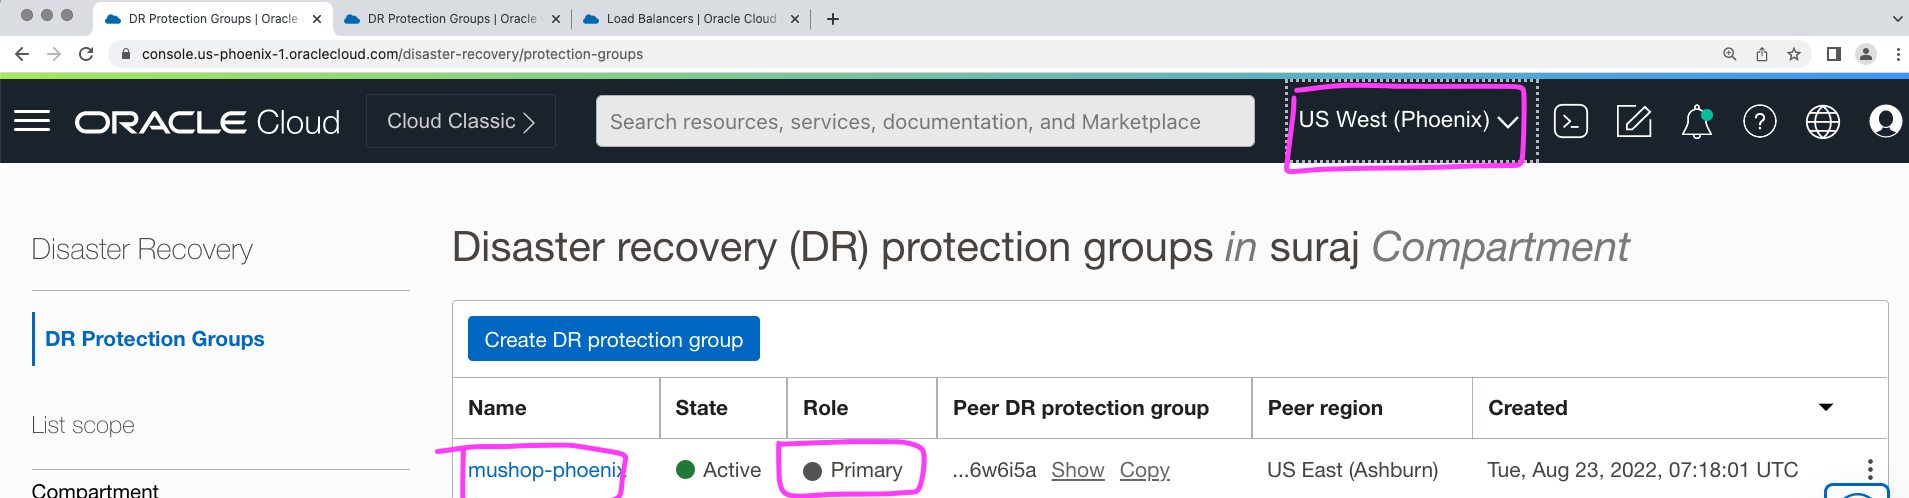 DR Protection Groups | Oracle
DR Protection Groups | Oracle
Load Balancers | Oracle Cloud
console.us-phoenix-1.oraclecloud.com/disaster-recovery/protection-groups
ORACLE Cloud
Cloud Classic
Search resources, services, documentation, and Marketplace
US West (Phoenix)
Disaster Recovery
Disaster recovery (DR) protection groups in suraj Compartment
DR Protection Groups
Create DR protection group
Name State Role Peer DR protection group Peer region Created
List scope
mushop-phoenix Active Primary ...6w6i5a Show Copy US East (Ashburn) Tue, Aug 23, 2022, 07:18:01 UTC
Compartment